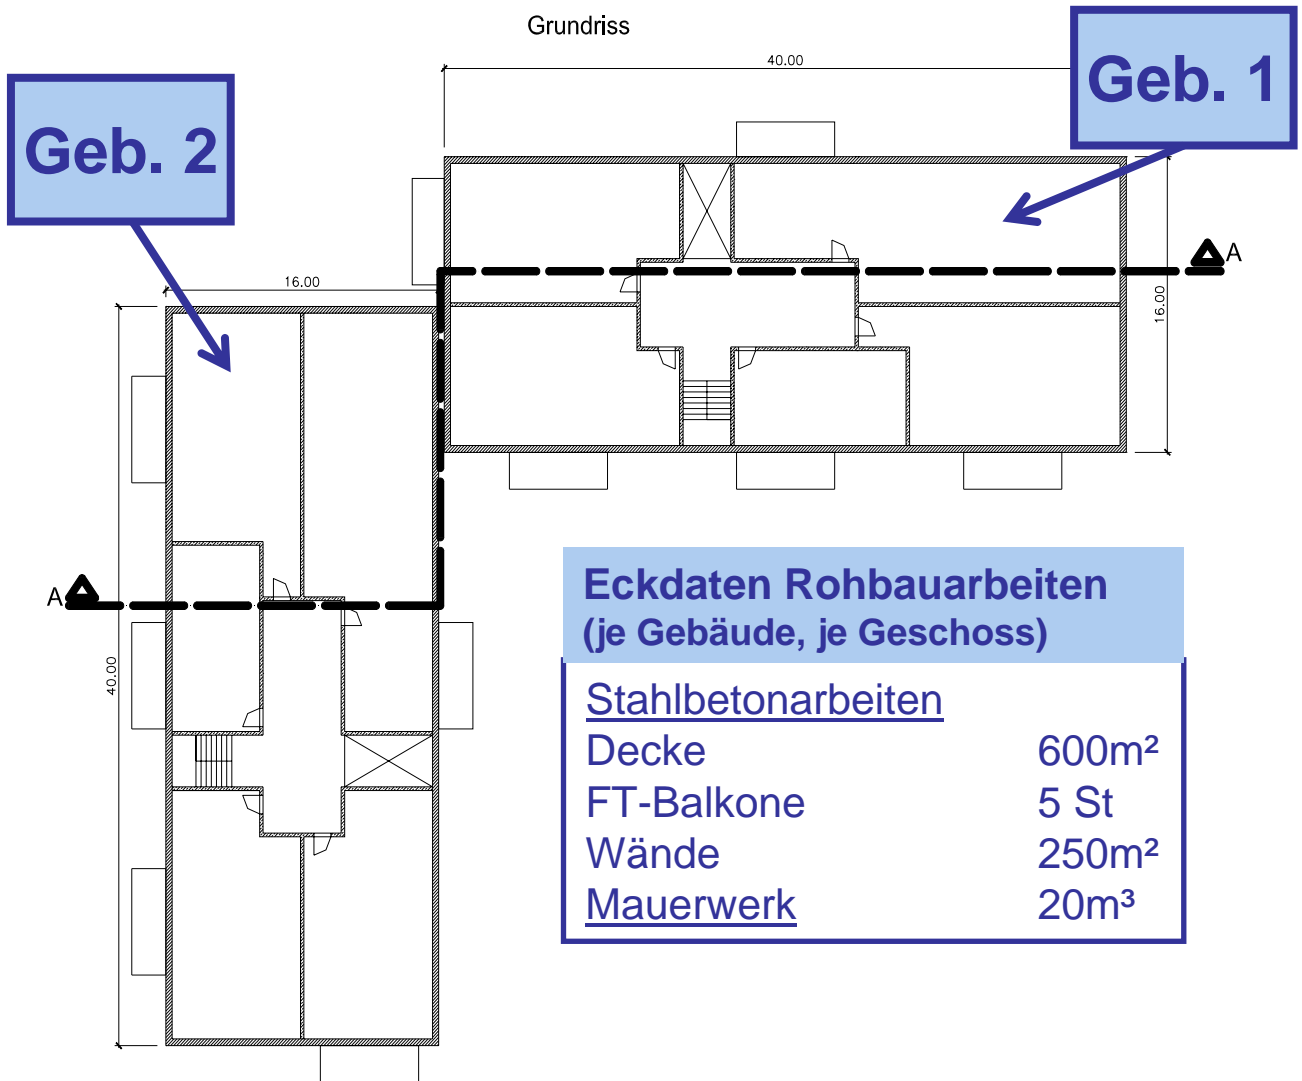 Grundriss
40.00
Geb. 1
Geb. 2
A
16.00
16.00
A
40.00
Eckdaten Rohbauarbeiten
(je Gebäude, je Geschoss)
Stahlbetonarbeiten
Decke 600m²
FT-Balkone 5 St
Wände 250m²
Mauerwerk 20m³